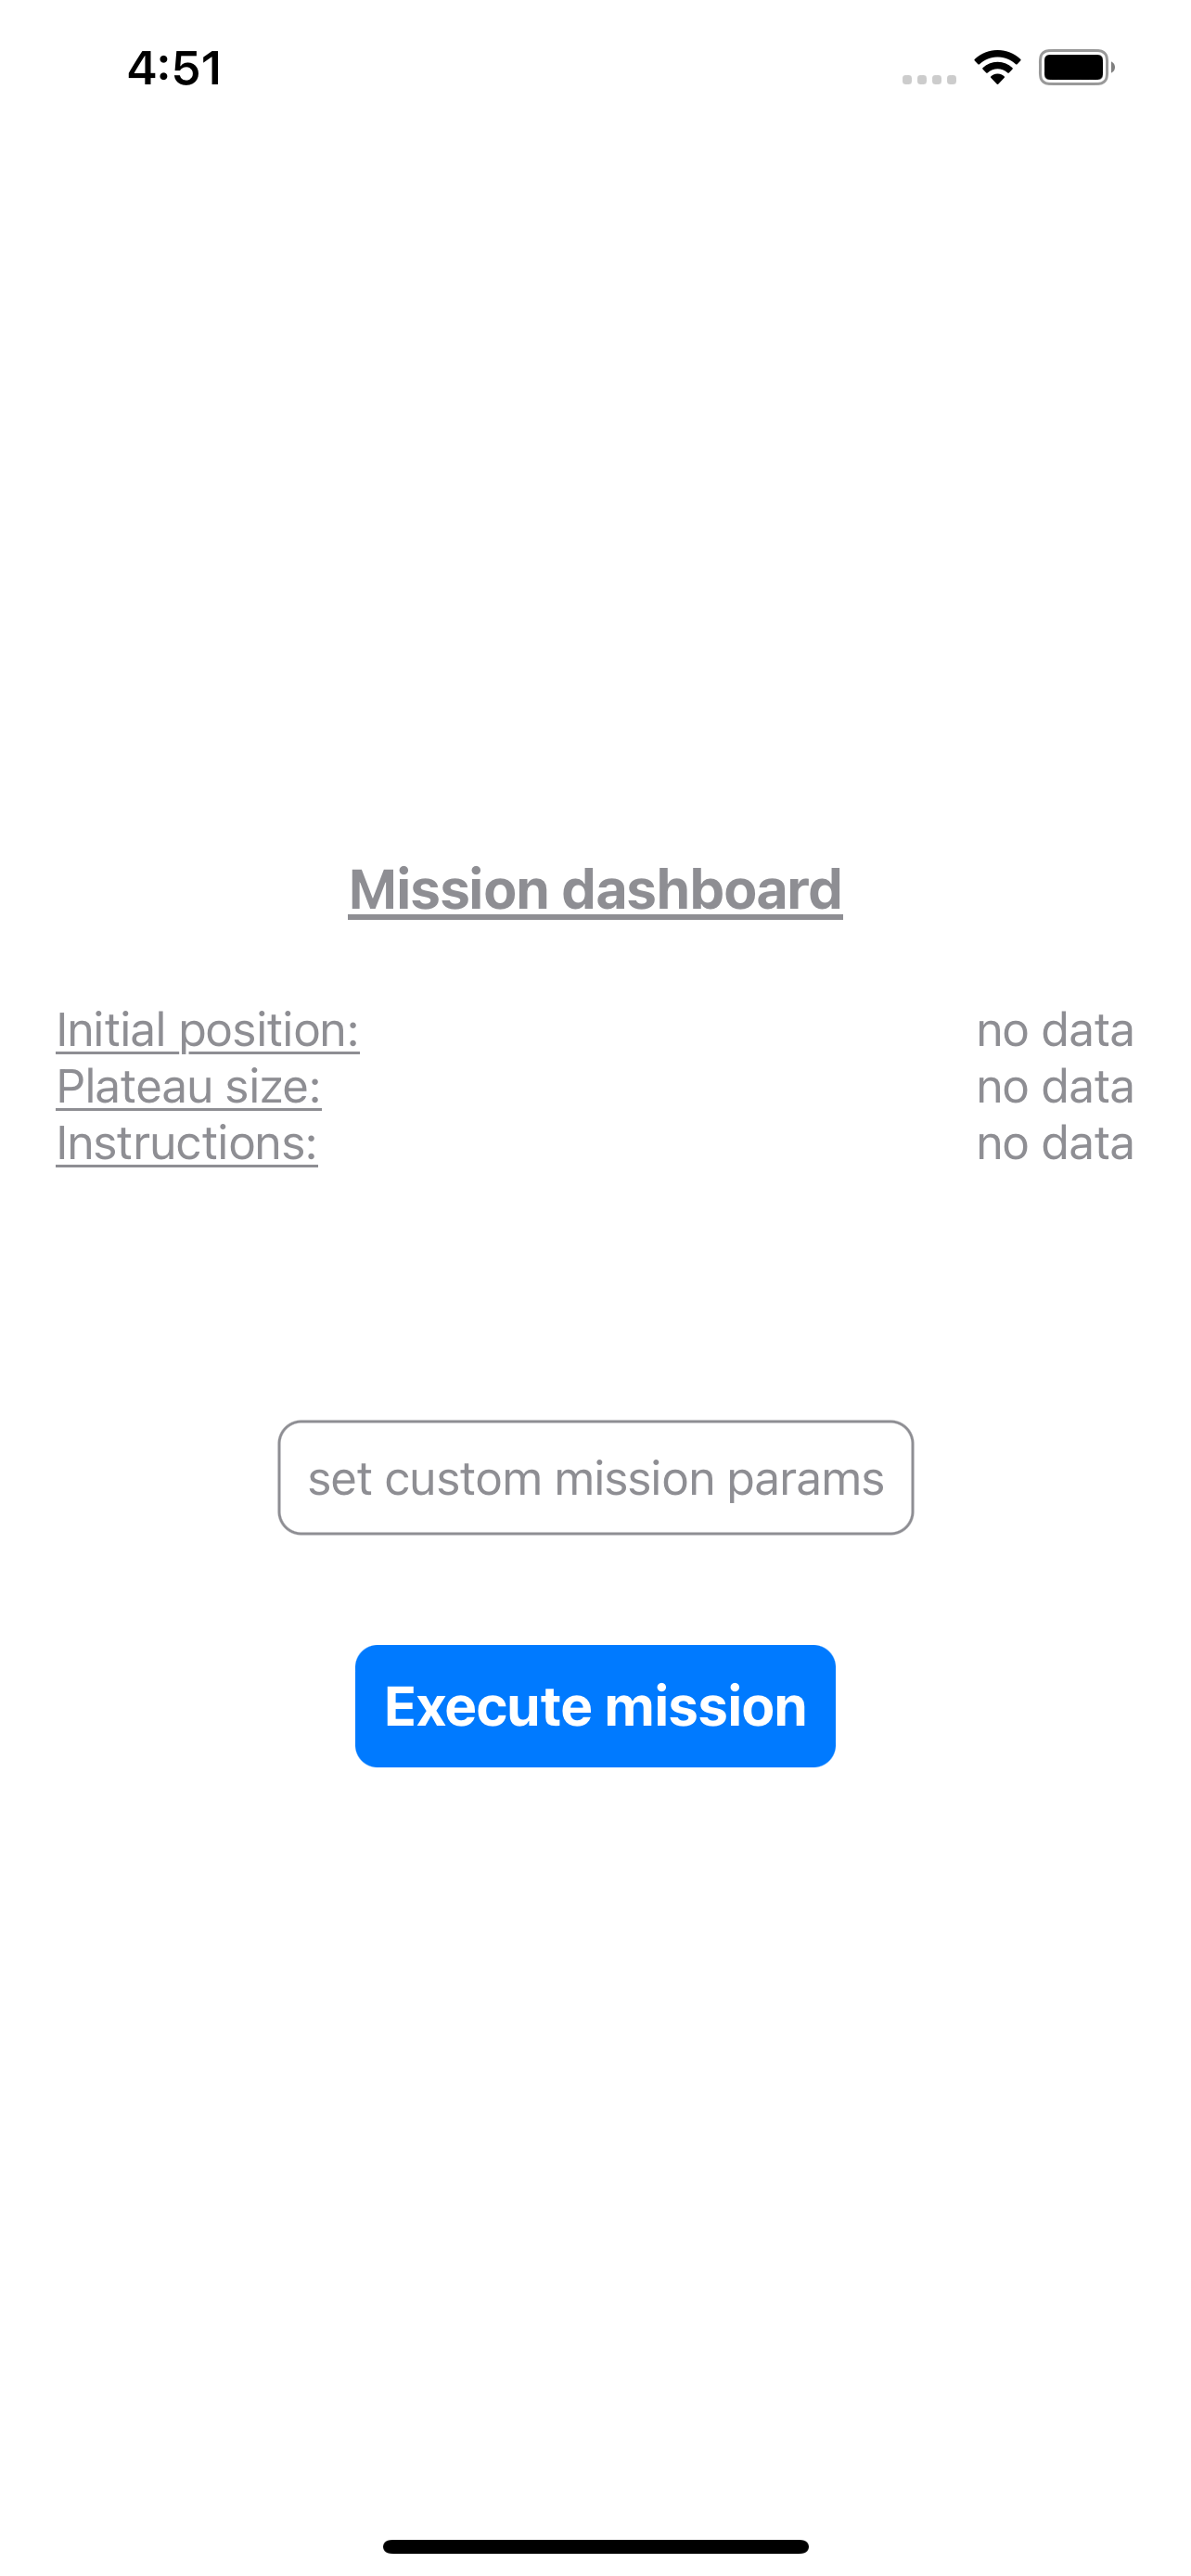 4:51
Mission dashboard
Initial position: no data
Plateau size: no data
Instructions: no data
set custom mission params
Execute mission